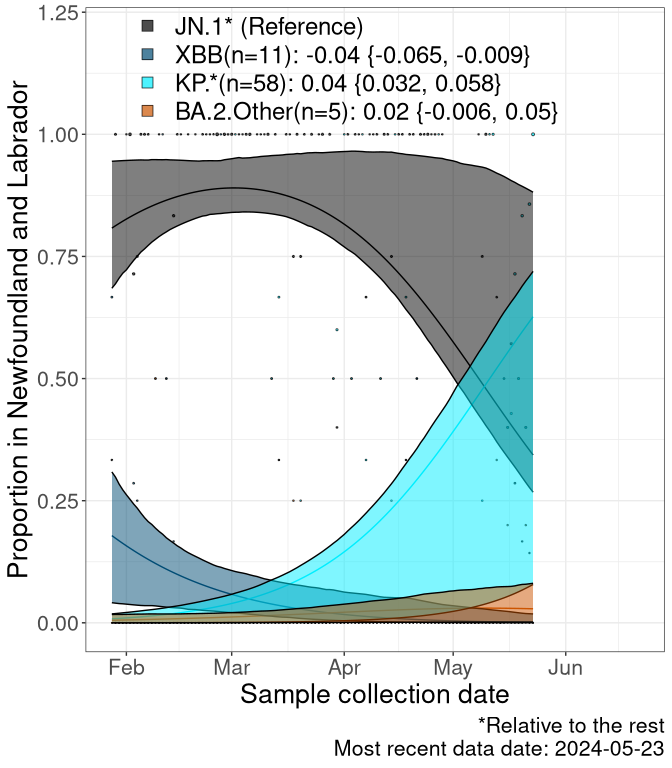 JN.1* (Reference)
XBB(n=11): -0.04 {-0.065, -0.009}
KP.*(n=58): 0.04 {0.032, 0.058}
BA.2.Other(n=5): 0.02 {-0.006, 0.05}
Proportion in Newfoundland and Labrador
1.25
1.00
0.75
0.50
0.25
0.00
Feb Mar Apr May Jun
Sample collection date
*Relative to the rest
Most recent data date: 2024-05-23